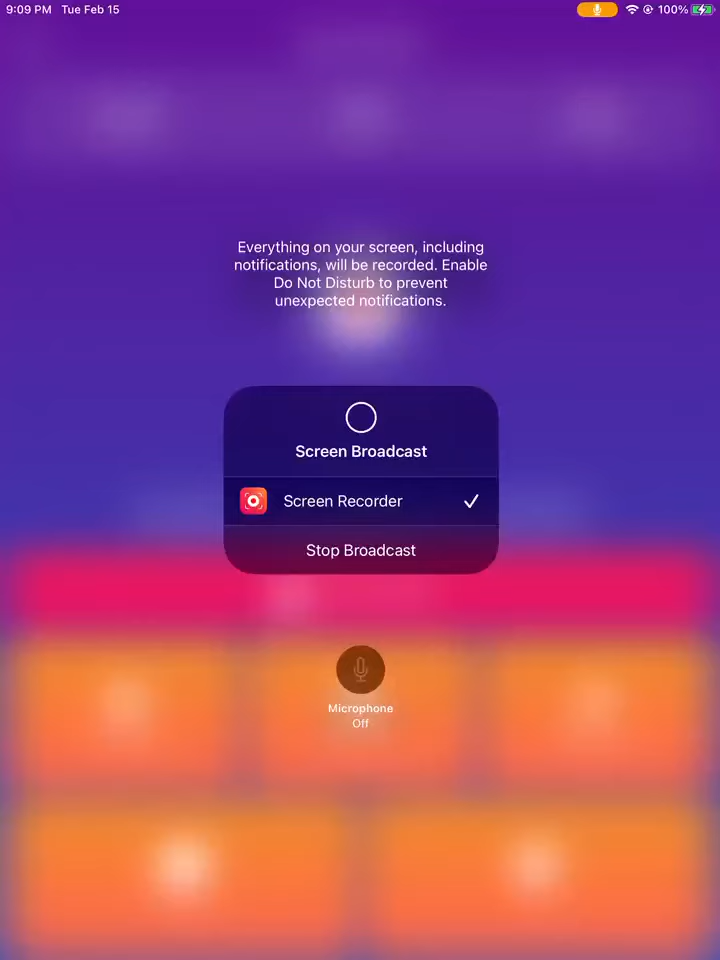 9:09 PM Tue Feb 15
100%
Everything on your screen, including
notifications, will be recorded. Enable
Do Not Disturb to prevent
unexpected notifications.
Screen Broadcast
Screen Recorder
Stop Broadcast
Microphone
Off